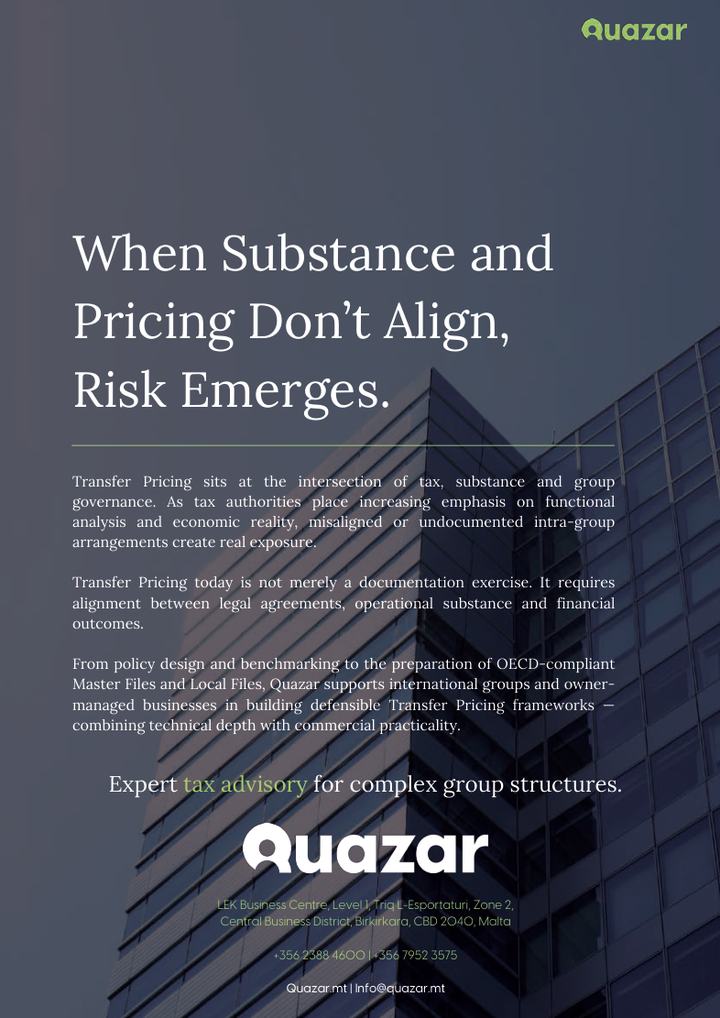 Quazar
When Substance and
Pricing Don’t Align,
Risk Emerges.
Transfer Pricing sits at the intersection of tax, substance and group
governance. As tax authorities place increasing emphasis on functional
analysis and economic reality, misaligned or undocumented intra-group
arrangements create real exposure.
Transfer Pricing today is not merely a documentation exercise. It requires
alignment between legal agreements, operational substance and financial
outcomes.
From policy design and benchmarking to the preparation of OECD-compliant
Master Files and Local Files, Quazar supports international groups and owner-
managed businesses in building defensible Transfer Pricing frameworks —
combining technical depth with commercial practicality.
Expert tax advisory for complex group structures.
Quazar
LEK Business Centre, Level 1, Triq L-Esportaturi, Zone 2,
Central Business District, Birkirkara, CBD 2040, Malta
+356 2388 4600 | +356 7952 3575
Quazar.mt | Info@quazar.mt